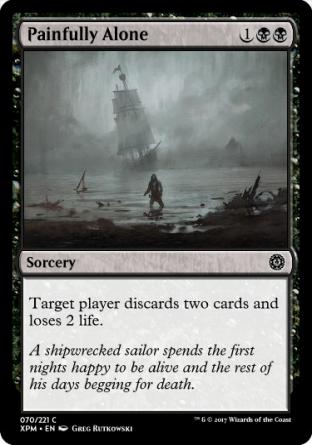 Painfully Alone 1
Sorcery
Target player discards two cards and
loses 2 life.
A shipwrecked sailor spends the first
nights happy to be alive and the rest of
his days begging for death.
070/221 C
XPM • EN Greg Rutkowski
™ & © 2017 Wizards of the Coast